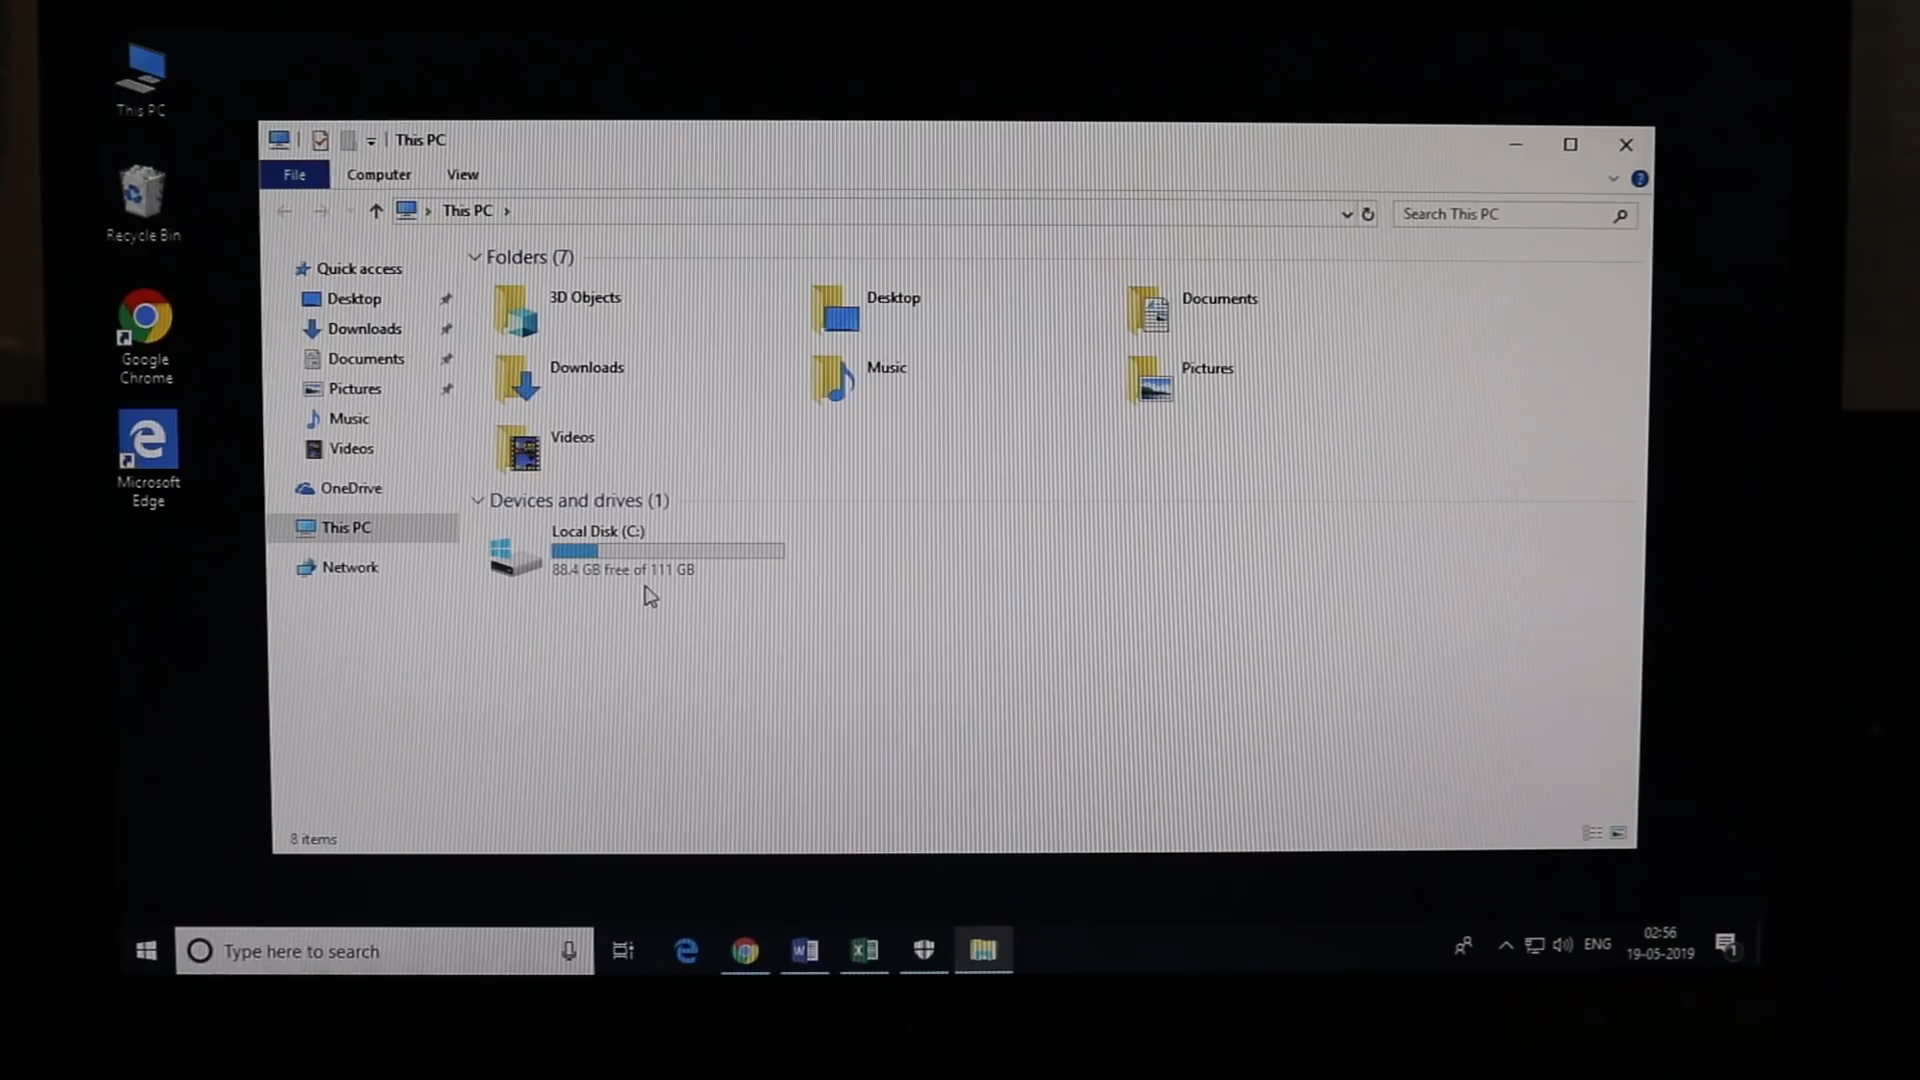 This PC
Recycle Bin
Google
Chrome
Microsoft
Edge
This PC
File Computer View
This PC
Search This PC
Quick access
Desktop
Downloads
Documents
Pictures
Music
Videos
OneDrive
This PC
Network
Folders (7)
3D Objects
Desktop
Documents
Downloads
Music
Pictures
Videos
Devices and drives (1)
Local Disk (C:)
88.4 GB free of 111 GB
8 items
Type here to search
ENG
02:56
19-05-2019
1